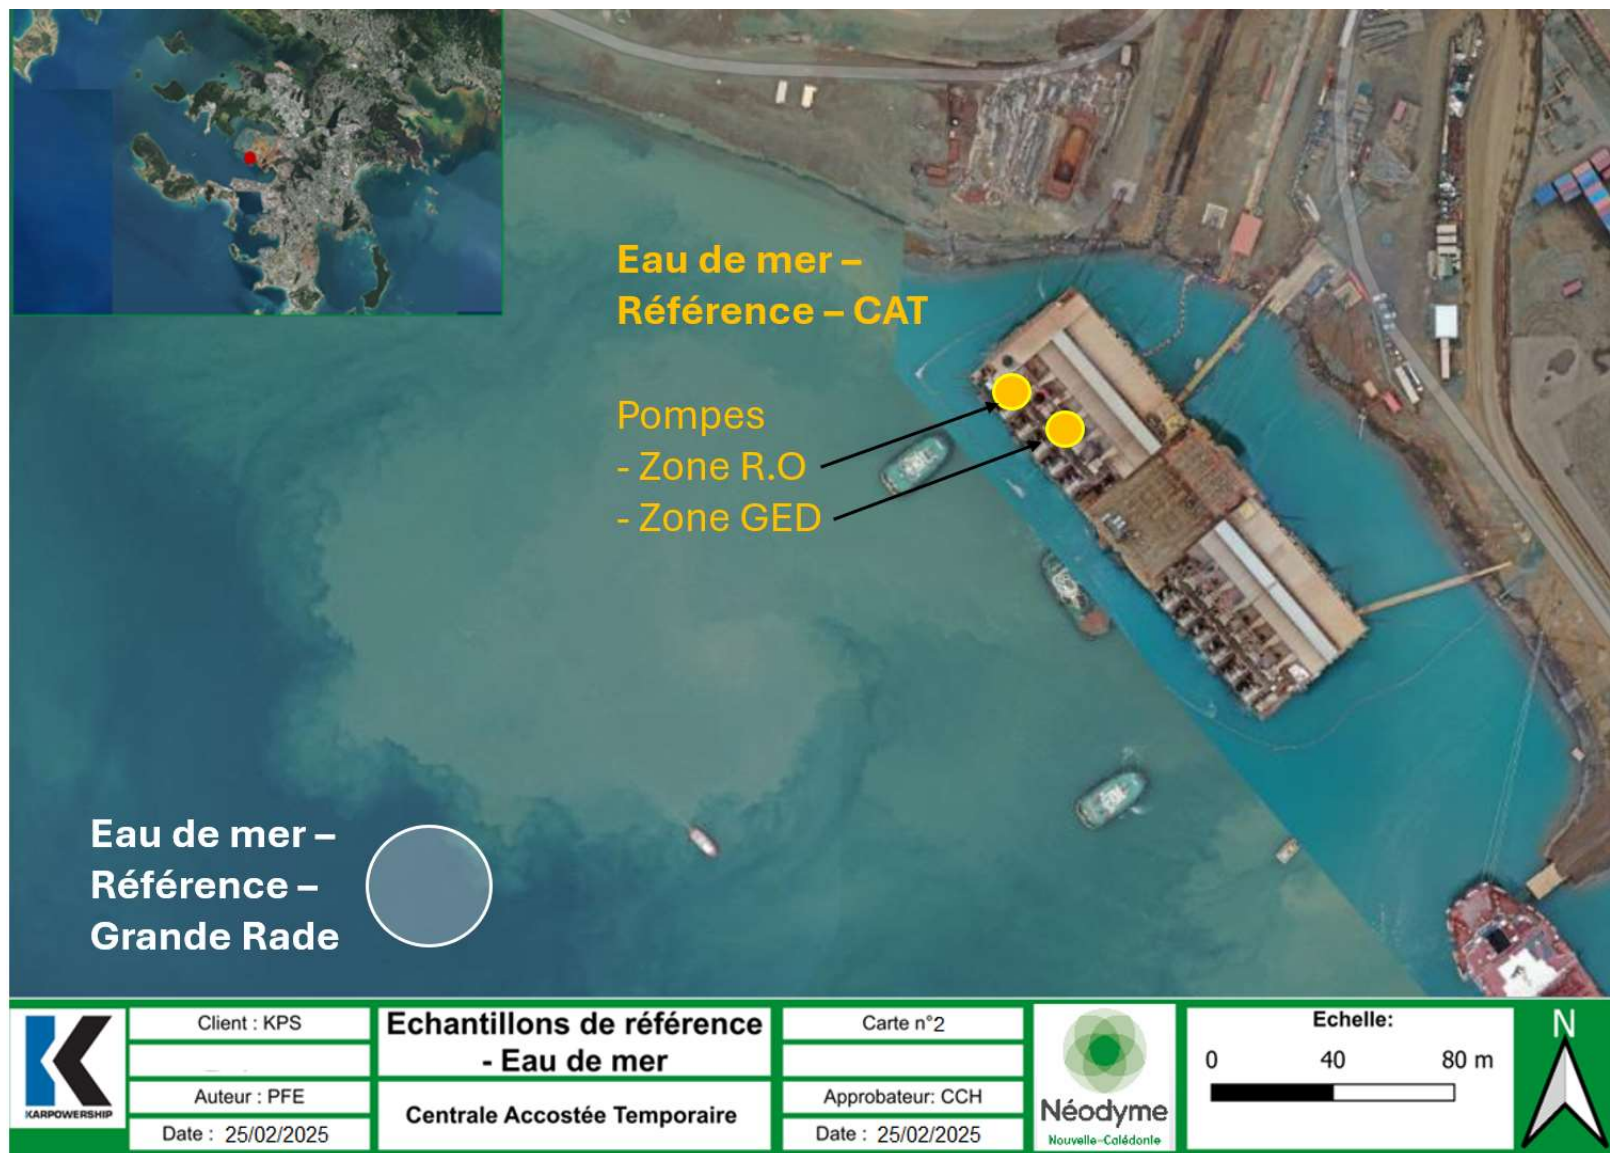 Eau de mer –
Référence – CAT
Pompes
- Zone R.O
- Zone GED
Eau de mer –
Référence –
Grande Rade
KARPOWERSHIP
Client : KPS
Auteur : PFE
Date : 25/02/2025
Echantillons de référence
- Eau de mer
Centrale Accostée Temporaire
Carte n°2
Approbateur: CCH
Date : 25/02/2025
Néodyme
Nouvelle-Calédonie
Echelle:
0 40 80 m
N